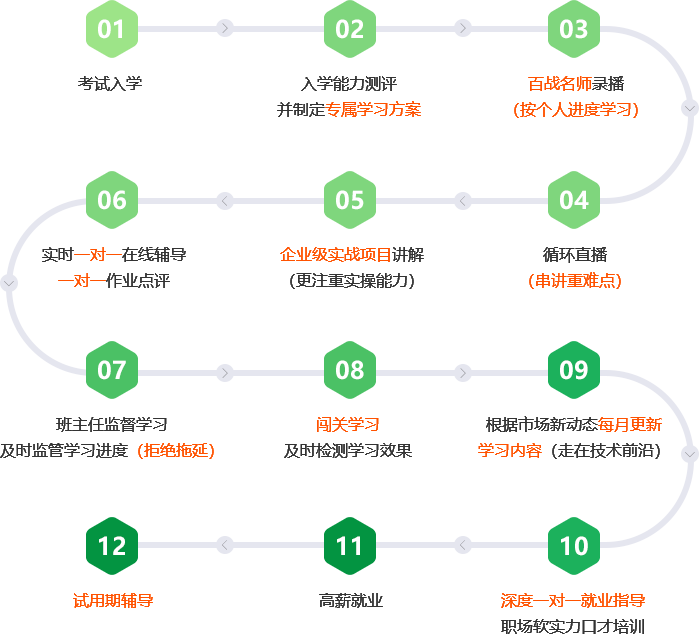 01
考试入学
02
入学能力测评
并制定专属学习方案
03
百战名师录播
（按个人进度学习）
04
循环直播
（串讲重难点）
05
企业级实战项目讲解
（更注重实操能力）
06
实时一对一在线辅导
一对一作业点评
07
班主任监督学习
及时监管学习进度（拒绝拖延）
08
闯关学习
及时检测学习效果
09
根据市场新动态每月更新
学习内容（走在技术前沿）
10
深度一对一就业指导
职场软实力口才培训
11
高薪就业
12
试用期辅导